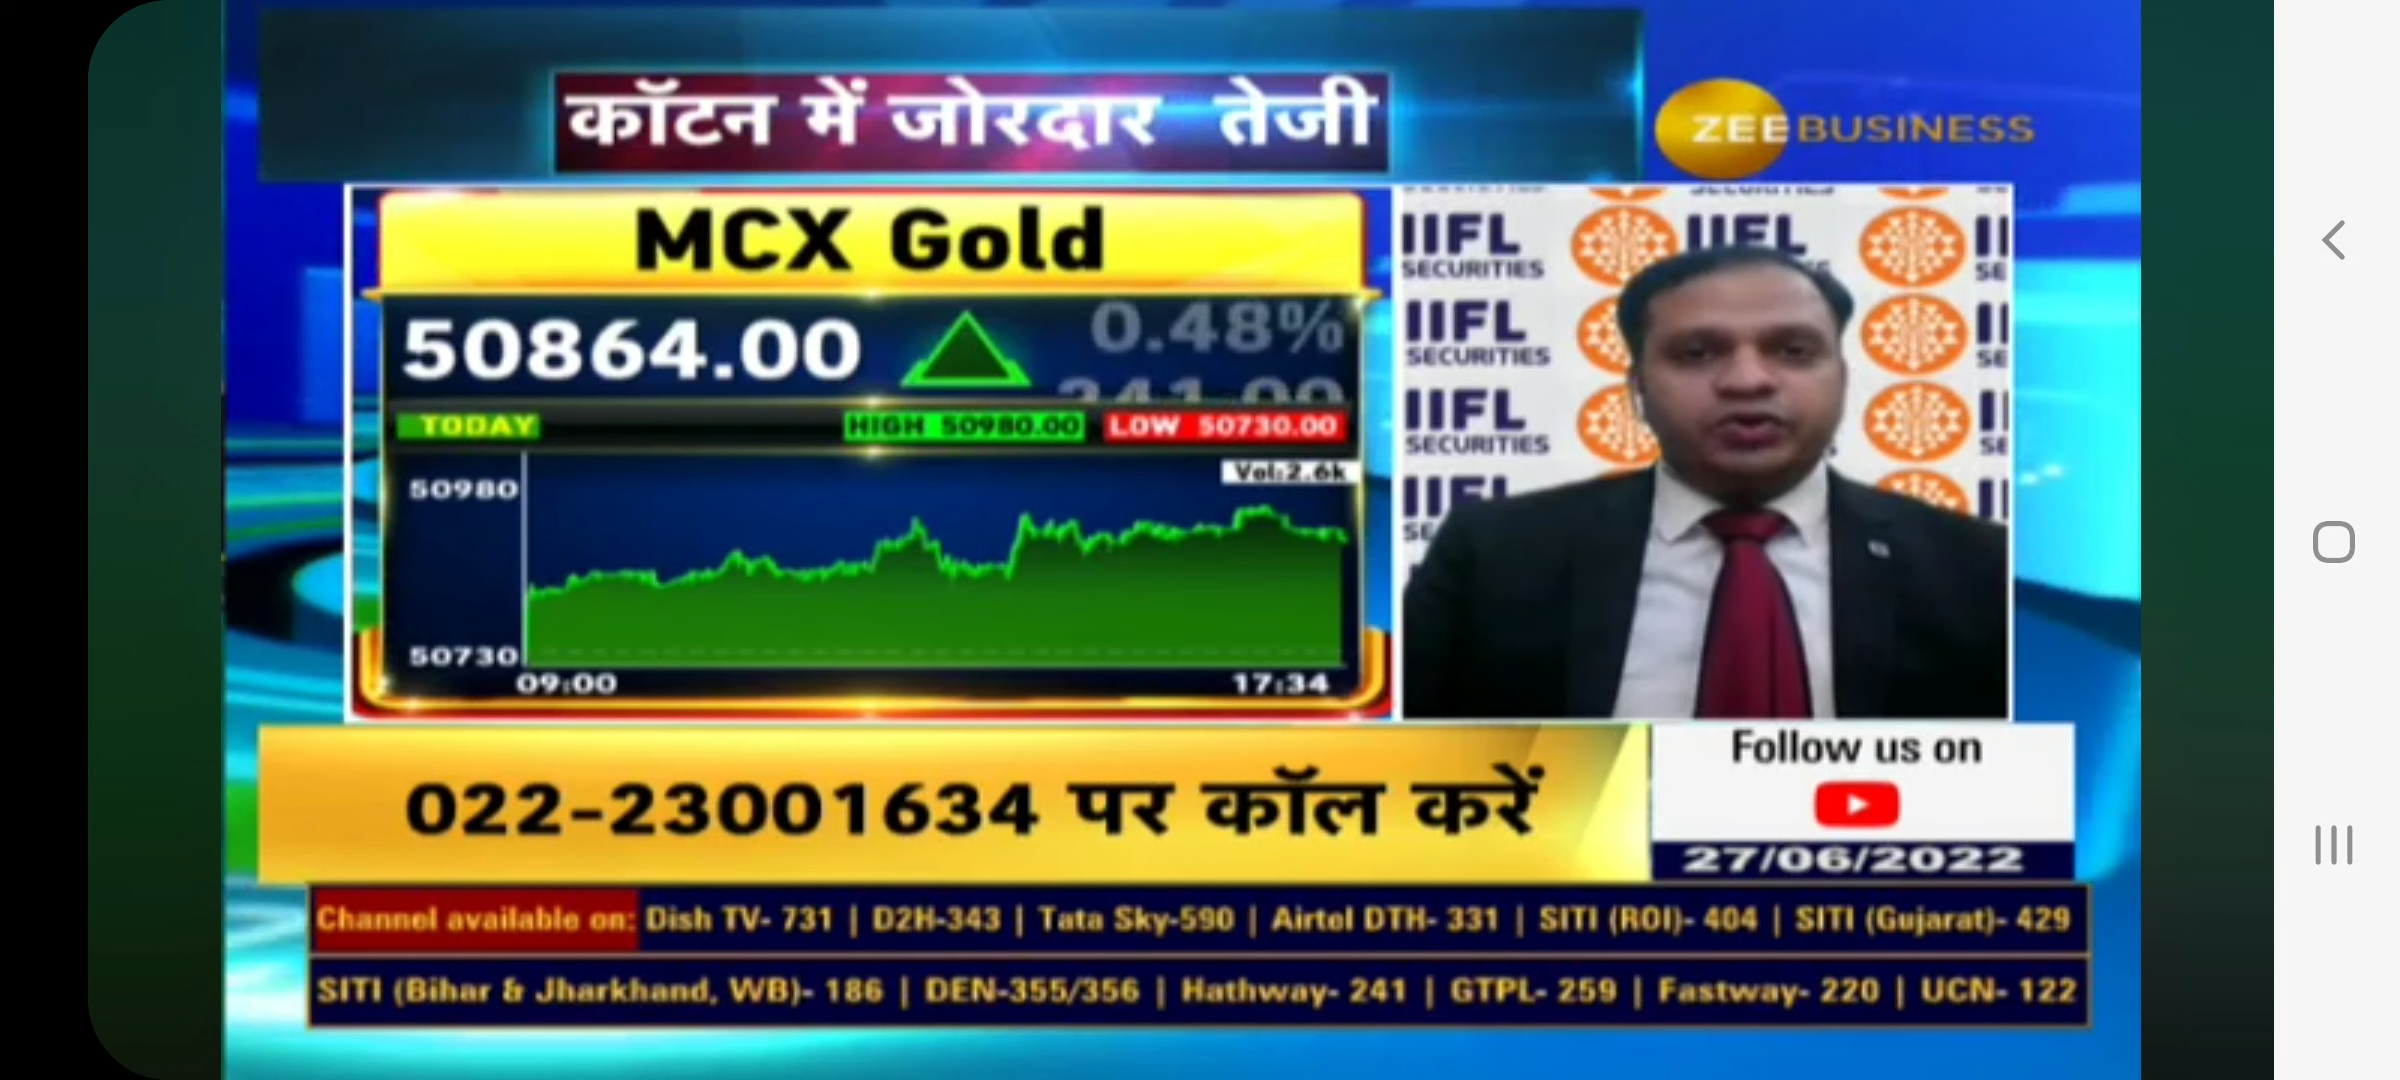 कॉटन में जोरदार तेजी
ZEEBUSINESS
MCX Gold
50864.00
0.48%
241.00
TODAY
HIGH 50980.00
LOW 50730.00
Vol:2.6k
50980
50730
09:00
17:34
IIFL SECURITIES
IIFL
IIFL SECURITIES
IIFL SECURITIES
022-23001634 पर कॉल करें
Follow us on
27/06/2022
Channel available on: Dish TV- 731 | D2H-343 | Tata Sky-590 | Airtel DTH- 331 | SITI (ROI)- 404 | SITI (Gujarat)- 429
SITI (Bihar & Jharkhand, WB)- 186 | DEN-355/356 | Hathway- 241 | GTPL- 259 | Fastway- 220 | UCN- 122